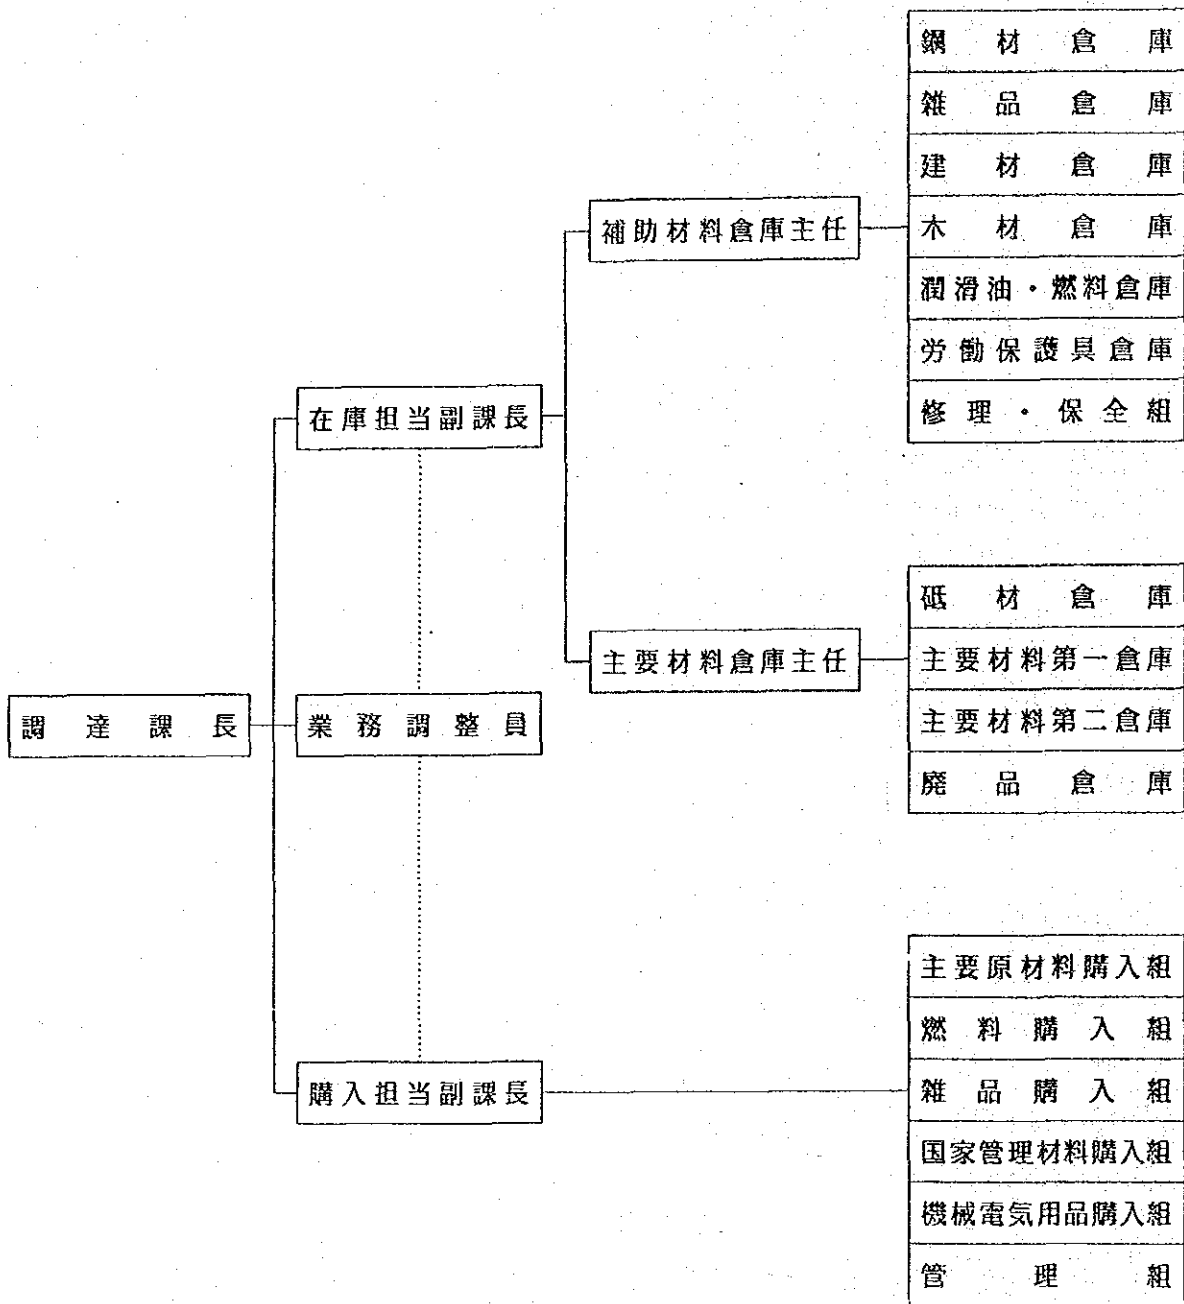 鋼材倉庫
雑品倉庫
建材倉庫
補助材料倉庫主任
木材倉庫
潤滑油・燃料倉庫
労働保護具倉庫
在庫担当副課長
修理・保全組
砥材倉庫
主要材料倉庫主任
主要材料第一倉庫
調達課長
業務調整員
主要材料第二倉庫
廃品倉庫
主要原材料購入組
燃料購入組
購入担当副課長
雑品購入組
国家管理材料購入組
機械電気用品購入組
管理組